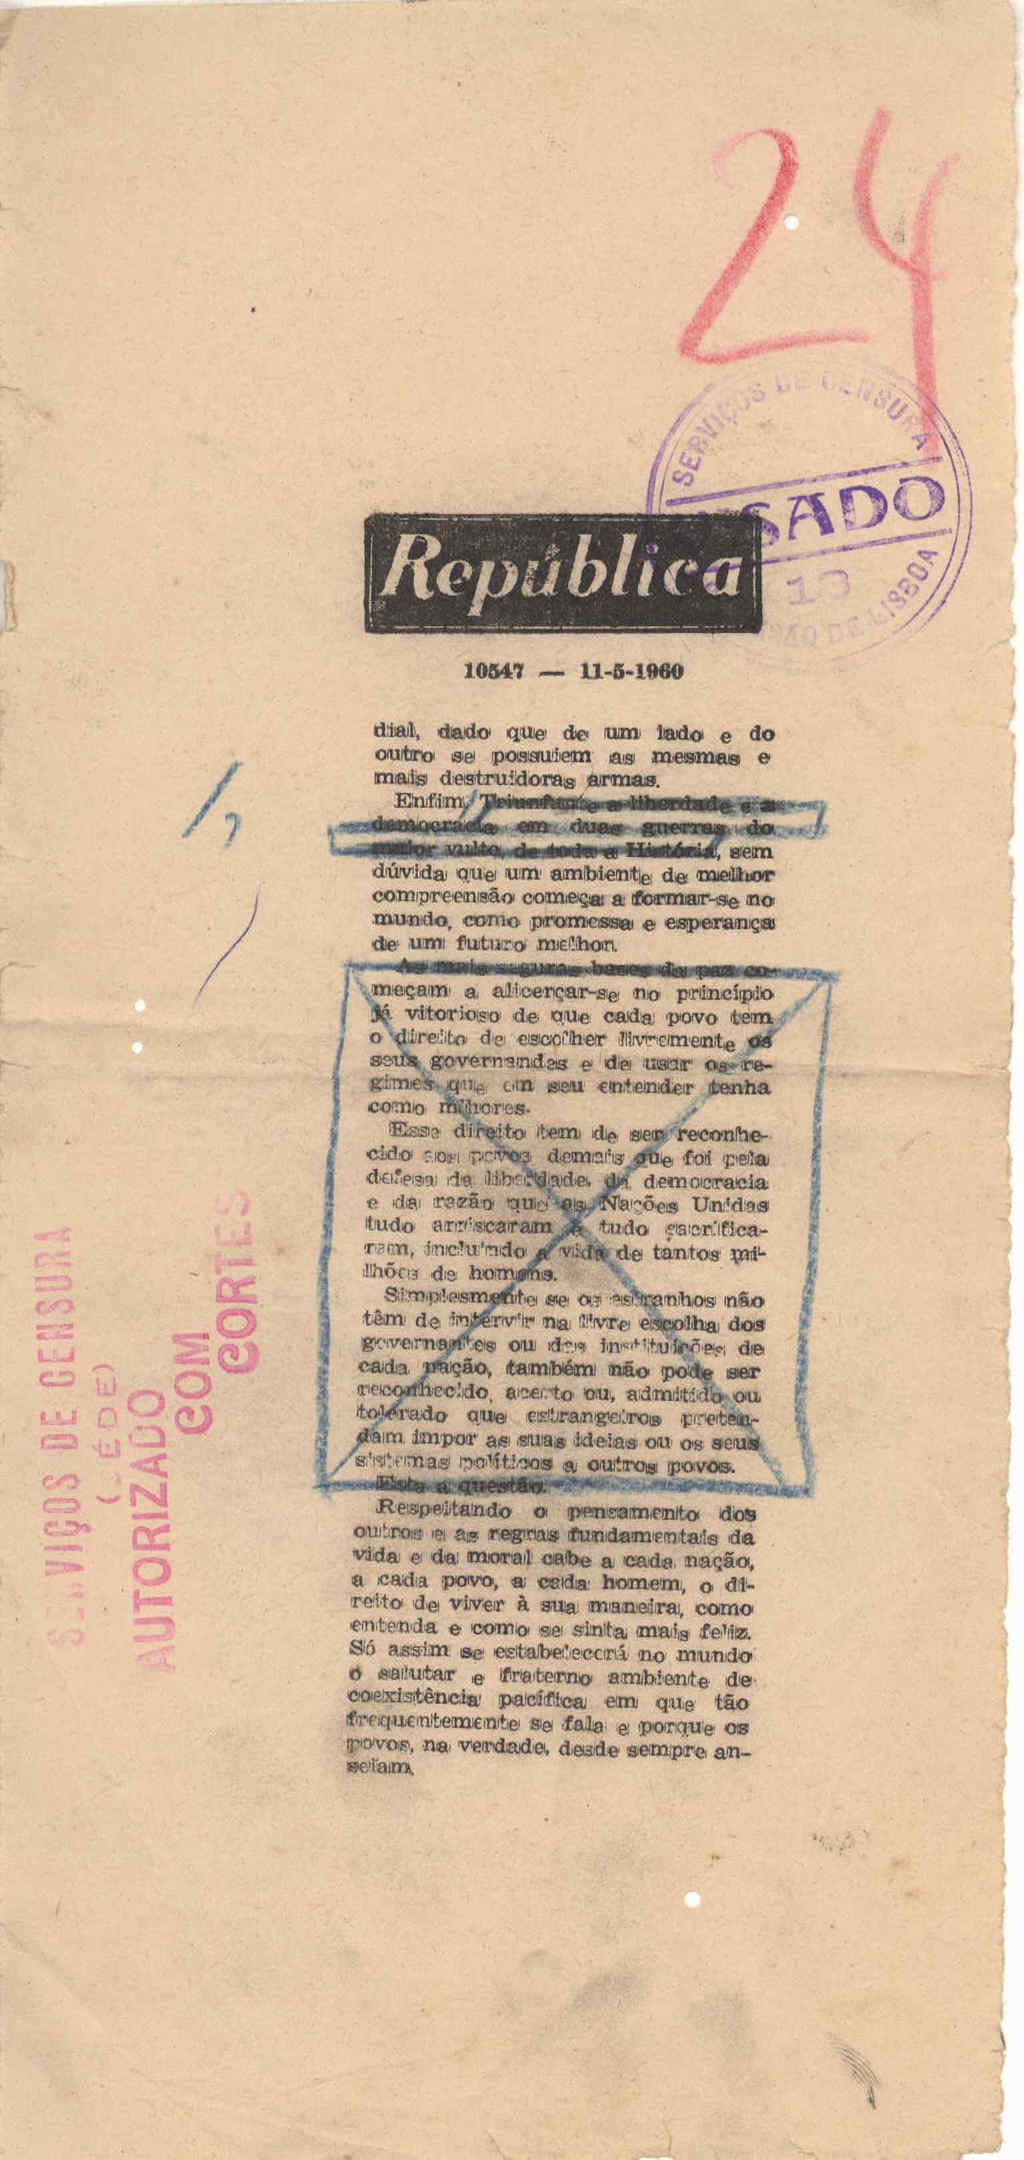 24
SERVIÇOS DE CENSURA
SADO
LISBOA
República
10547 — 11-5-1960
dial, dado que de um lado e do
outro se possuiem as mesmas e
mais destruidoras armas.
Enfim, Triunfante a liberdade e a
democracia em duas guerras do
maior vulto, de toda a História, sem
dúvida que um ambiente de melhor
compreensão começa a formar-se no
mundo, como promessa e esperança
de um futuro melhor.
As mais seguras bases da paz co-
meçam a alicerçar-se no princípio
já vitorioso de que cada povo tem
o direito de escolher livremente os
seus governandas e de usar os re-
gimes que em seu entender tenha
como milhores.
Esse direito tem de ser reconhe-
cido aos povos demais que foi pela
defesa da liberdade, da democracia
e da razão que as Nações Unidas
tudo arriscaram e tudo sacrifica-
ram, incluindo a vida de tantos mi-
lhões de homens.
Simplesmente se os estranhos não
têm de intervir na livre escolha dos
governantes ou das instituições de
cada nação, também não pode ser
reconhecido, aceito ou, admitido ou
tolerado que estrangeiros preten-
dam impor as suas ideias ou os seus
sistemas políticos a outros povos.
Esta a questão.
Respeitando o pensamento dos
outros e as regras fundamentais da
vida e da moral cabe a cada nação,
a cada povo, a cada homem, o di-
reito de viver à sua maneira, como
entenda e como se sinta mais feliz.
Só assim se estabelecerá no mundo
o salutar e fraterno ambiente de
coexistência pacífica em que tão
frequentemente se fala e porque os
povos, na verdade, desde sempre an-
seiam.
SERVIÇOS DE CENSURA
AUTORIZADO
COM
CORTES